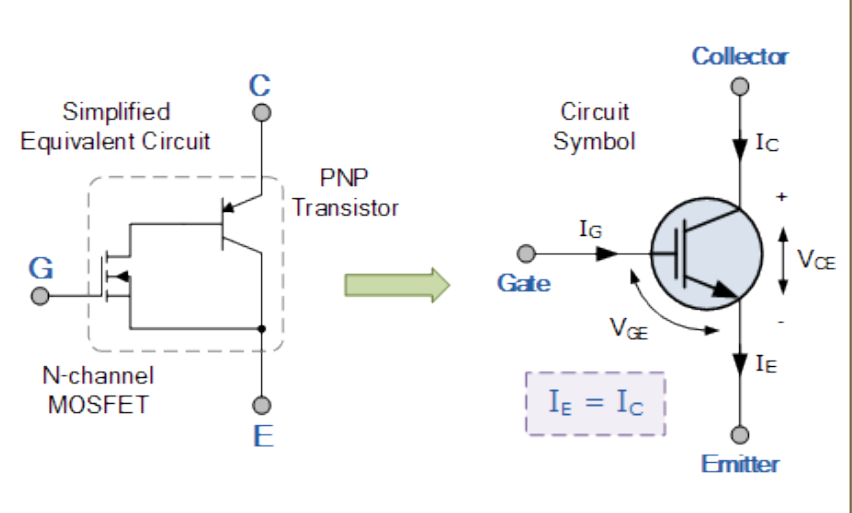 C
Simplified
Equivalent Circuit
PNP
Transistor
G
N-channel
MOSFET
E
Collector
Circuit
Symbol
IC
+
IG
Gate
VCE
VGE
-
IE
IE = IC
Emitter